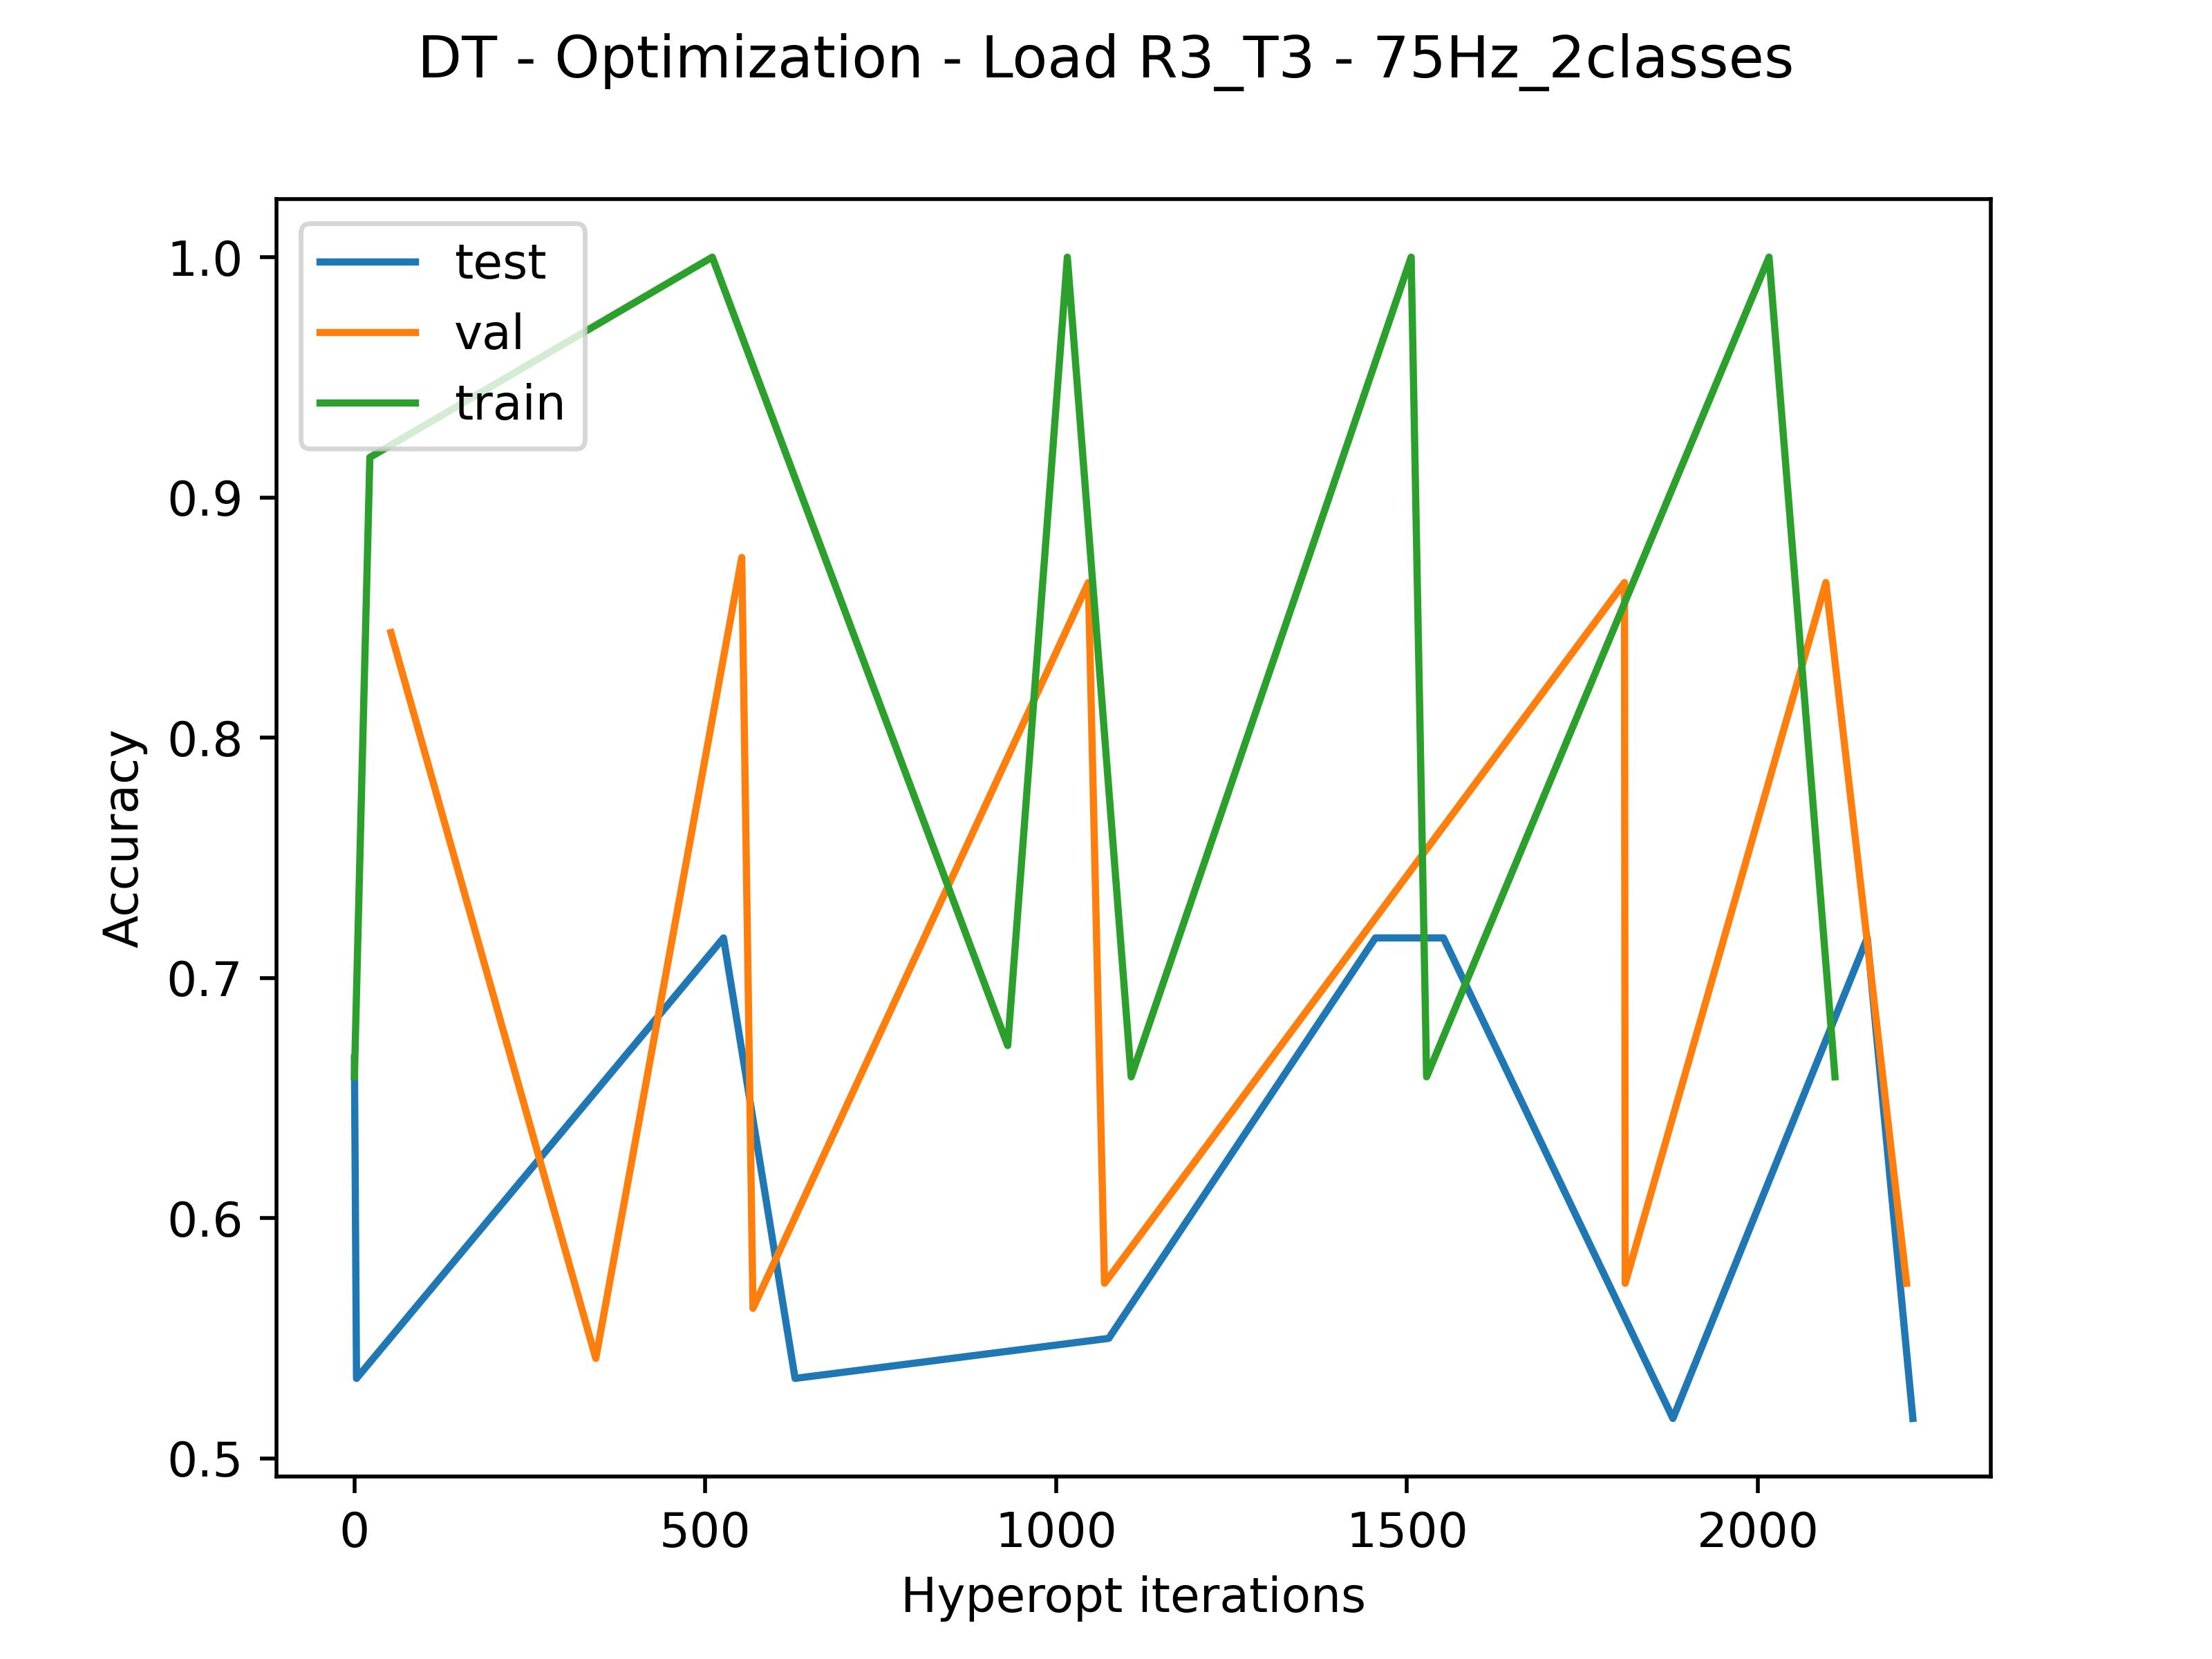 DT - Optimization - Load R3_T3 - 75Hz_2classes
test
val
train
1.0
0.9
0.8
0.7
0.6
0.5
Accuracy
0 500 1000 1500 2000
Hyperopt iterations